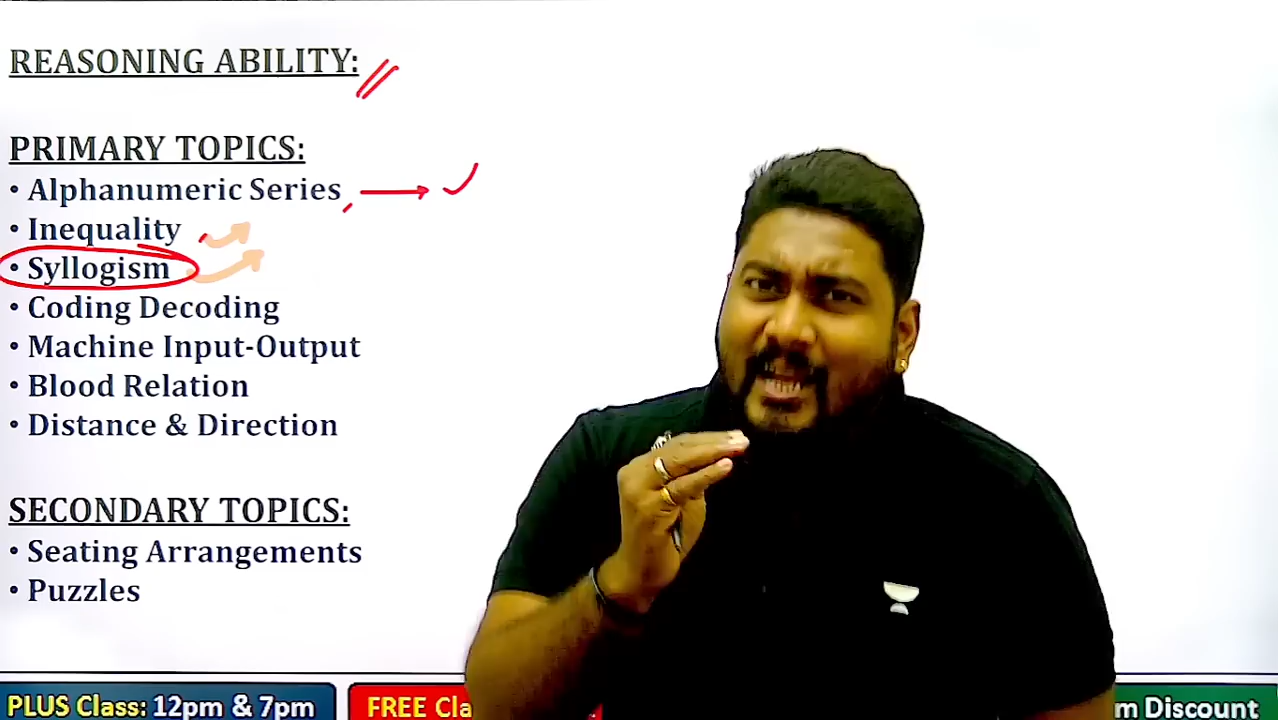 REASONING ABILITY:
PRIMARY TOPICS:
• Alphanumeric Series
• Inequality
• Syllogism
• Coding Decoding
• Machine Input-Output
• Blood Relation
• Distance & Direction
SECONDARY TOPICS:
• Seating Arrangements
• Puzzles
PLUS Class: 12pm & 7pm
FREE
Discount